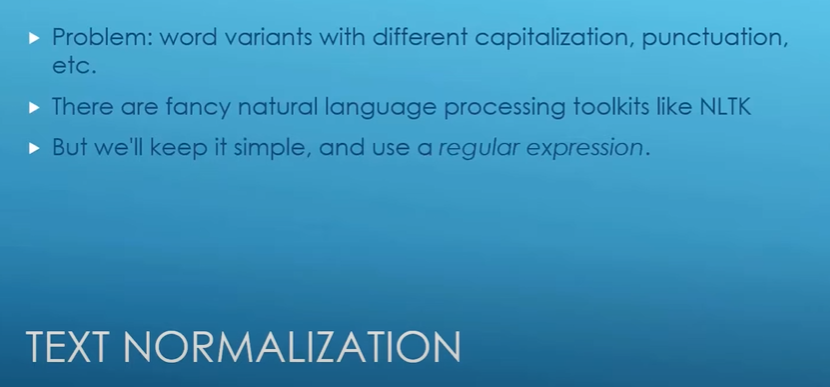 Problem: word variants with different capitalization, punctuation,
etc.
There are fancy natural language processing toolkits like NLTK
But we'll keep it simple, and use a regular expression.
TEXT NORMALIZATION